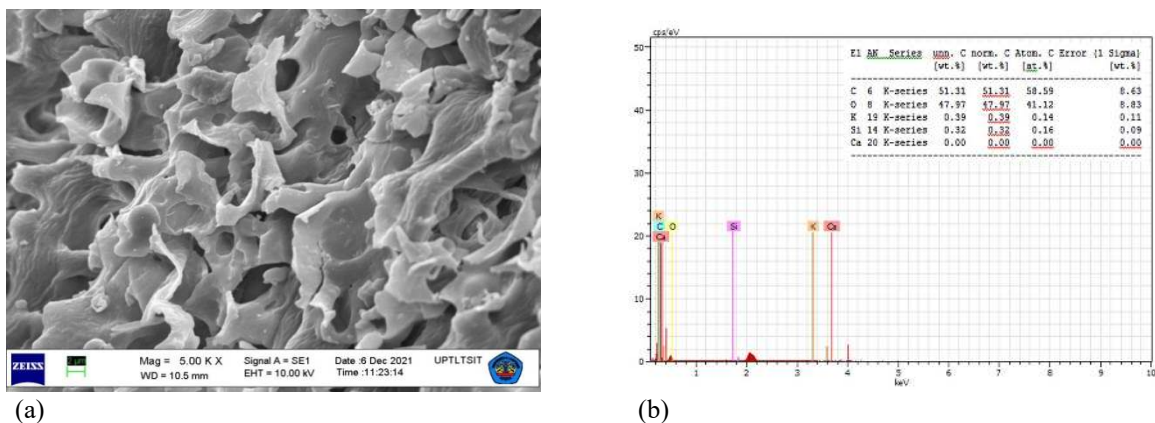 ZEISS
Mag = 5.00 K X
WD = 10.5 mm
Signal A = SE1
EHT = 10.00 kV
Date :6 Dec 2021
Time :11:23:14
UPTLTSIT
(a)
cps/eV
El AN Series unn. C norm. C Atom. C Error (1 Sigma)
[wt.%] [wt.%] [at.%] [wt.%]
C 6 K-series 51.31 51.31 58.59 8.63
O 8 K-series 47.97 47.97 41.12 8.83
K 19 K-series 0.39 0.39 0.14 0.11
Si 14 K-series 0.32 0.32 0.16 0.09
Ca 20 K-series 0.00 0.00 0.00 0.00
50
40
30
20
10
0
K
C O
Ca
Si
K
Ca
1 2 3 4 5 6 7 8 9 10
keV
(b)